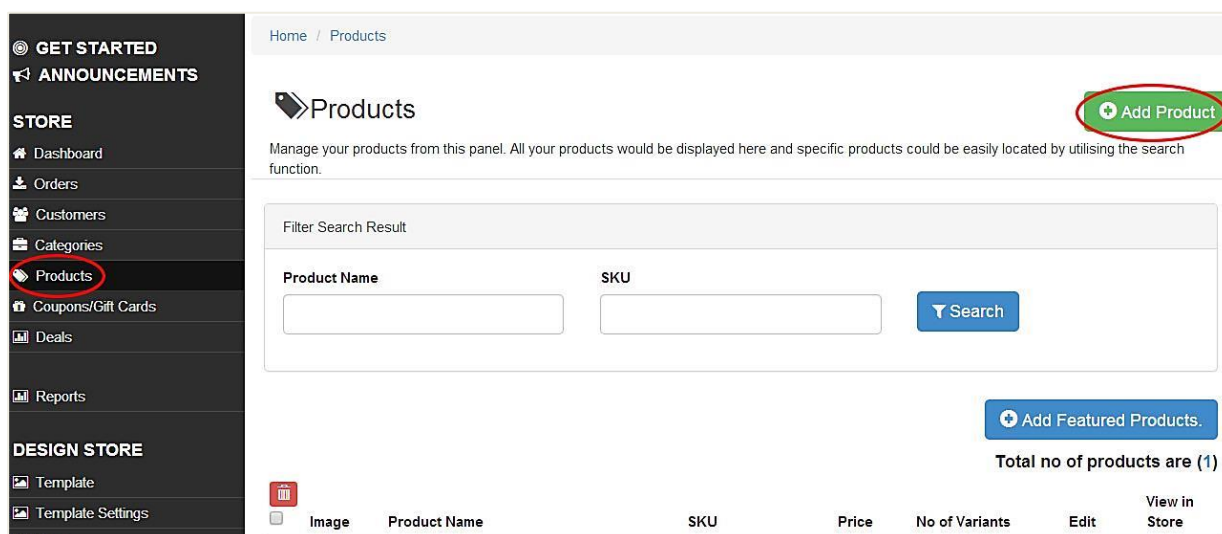 GET STARTED
ANNOUNCEMENTS
STORE
Dashboard
Orders
Customers
Categories
Products
Coupons/Gift Cards
Deals
Reports
DESIGN STORE
Template
Template Settings
Home / Products
Products
Add Product
Manage your products from this panel. All your products would be displayed here and specific products could be easily located by utilising the search
function.
Filter Search Result
Product Name SKU
Search
Add Featured Products.
Total no of products are (1)
Image Product Name SKU Price No of Variants Edit View in
Store